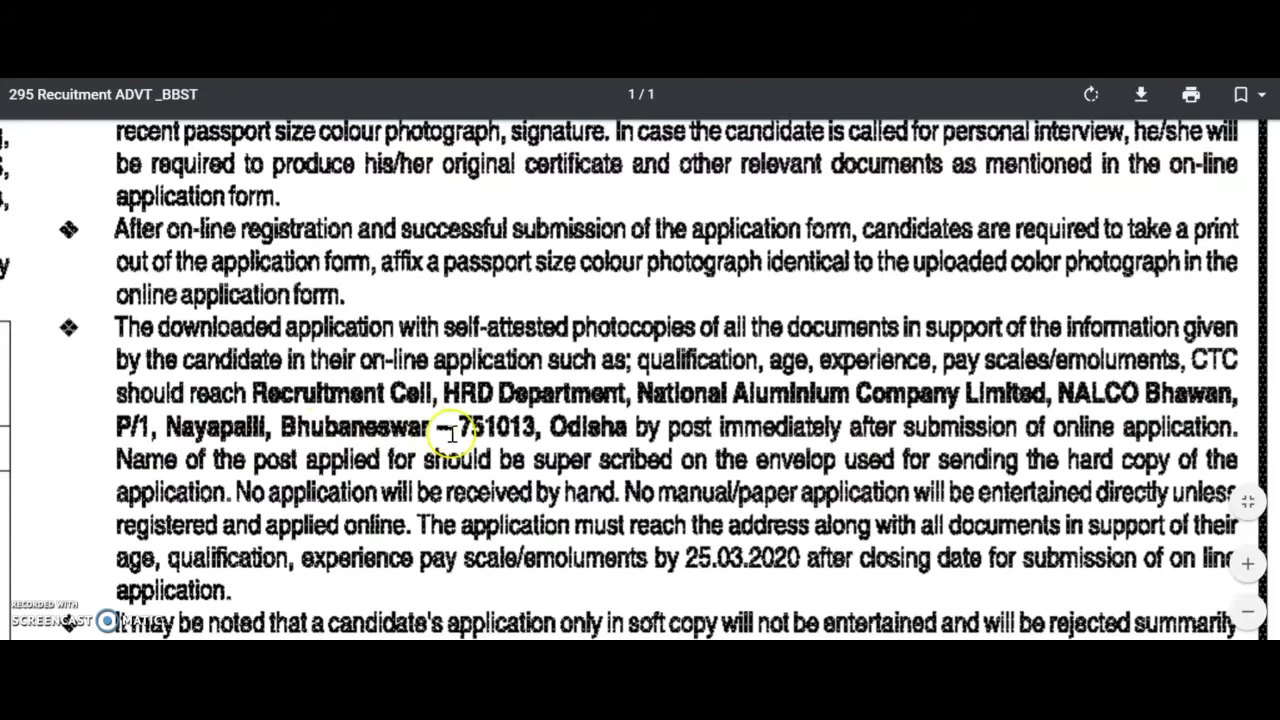 295 Recuitment ADVT _BBST
1 / 1
recent passport size colour photograph, signature. In case the candidate is called for personal interview, he/she will
be required to produce his/her original certificate and other relevant documents as mentioned in the on-line
application form.
❖ After on-line registration and successful submission of the application form, candidates are required to take a print
out of the application form, affix a passport size colour photograph identical to the uploaded color photograph in the
online application form.
❖ The downloaded application with self-attested photocopies of all the documents in support of the information given
by the candidate in their on-line application such as; qualification, age, experience, pay scales/emoluments, CTC
should reach Recruitment Cell, HRD Department, National Aluminium Company Limited, NALCO Bhawan,
P/1, Nayapalli, Bhubaneswar – 751013, Odisha by post immediately after submission of online application.
Name of the post applied for should be super scribed on the envelop used for sending the hard copy of the
application. No application will be received by hand. No manual/paper application will be entertained directly unless
registered and applied online. The application must reach the address along with all documents in support of their
age, qualification, experience pay scale/emoluments by 25.03.2020 after closing date for submission of on line
application.
❖ It may be noted that a candidate's application only in soft copy will not be entertained and will be rejected summarily
RECORDED WITH
SCREENCAST MATIC